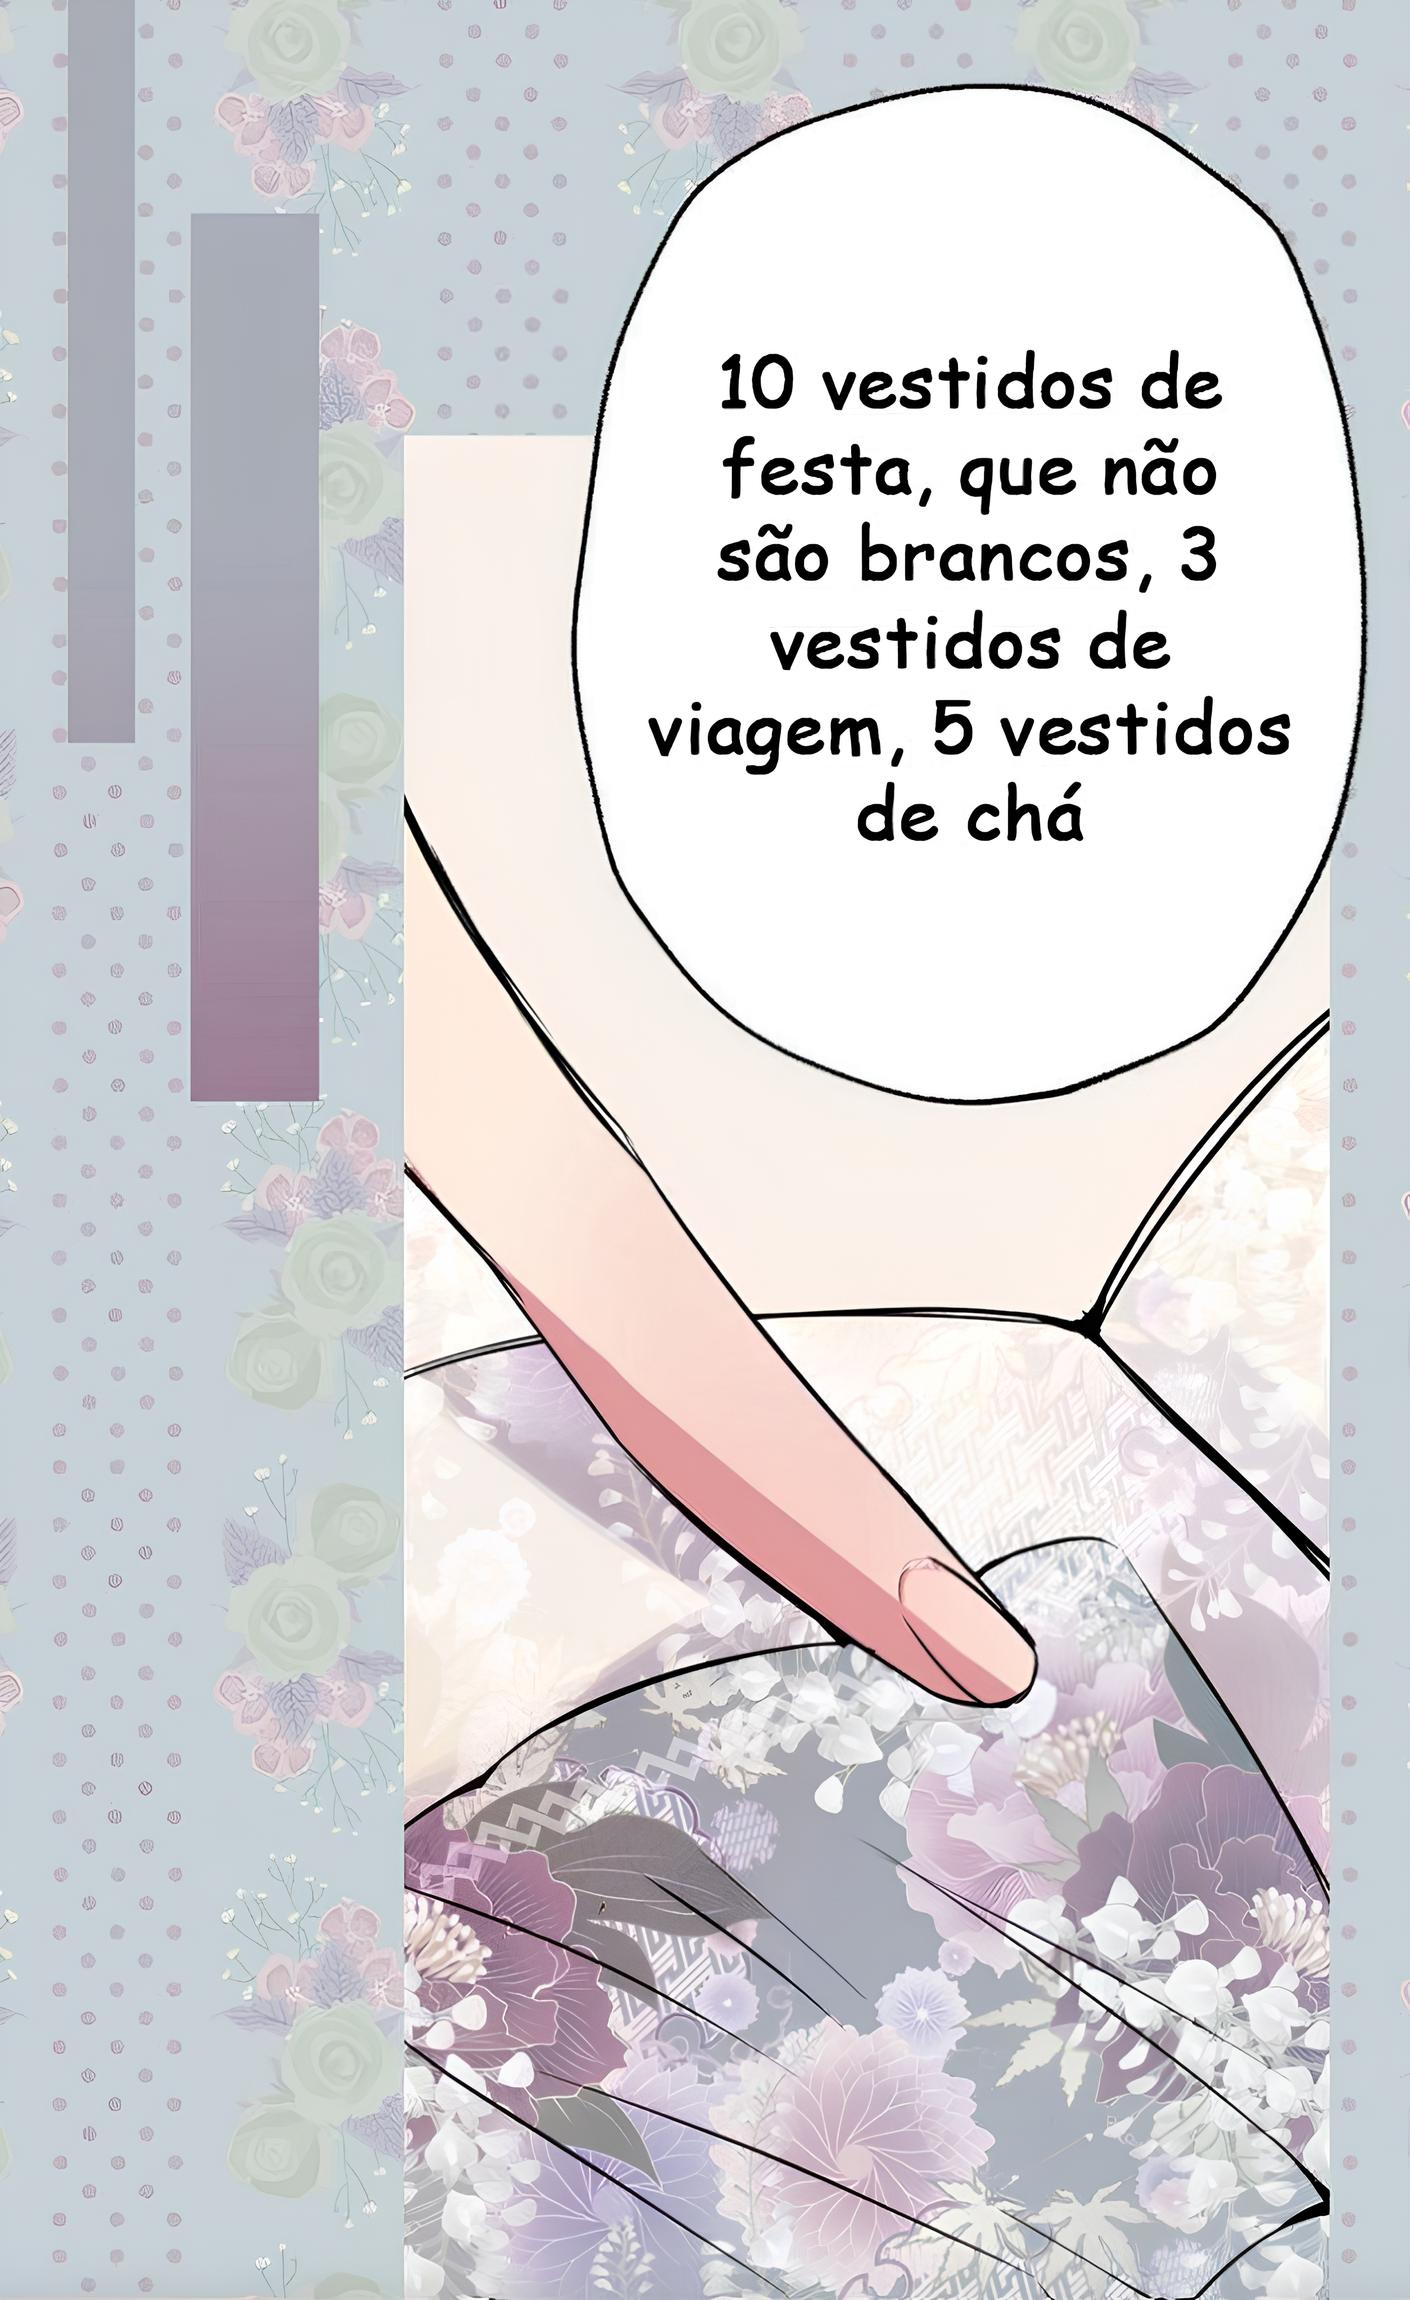 10 vestidos de
festa, que não
são brancos, 3
vestidos de
viagem, 5 vestidos
de chá